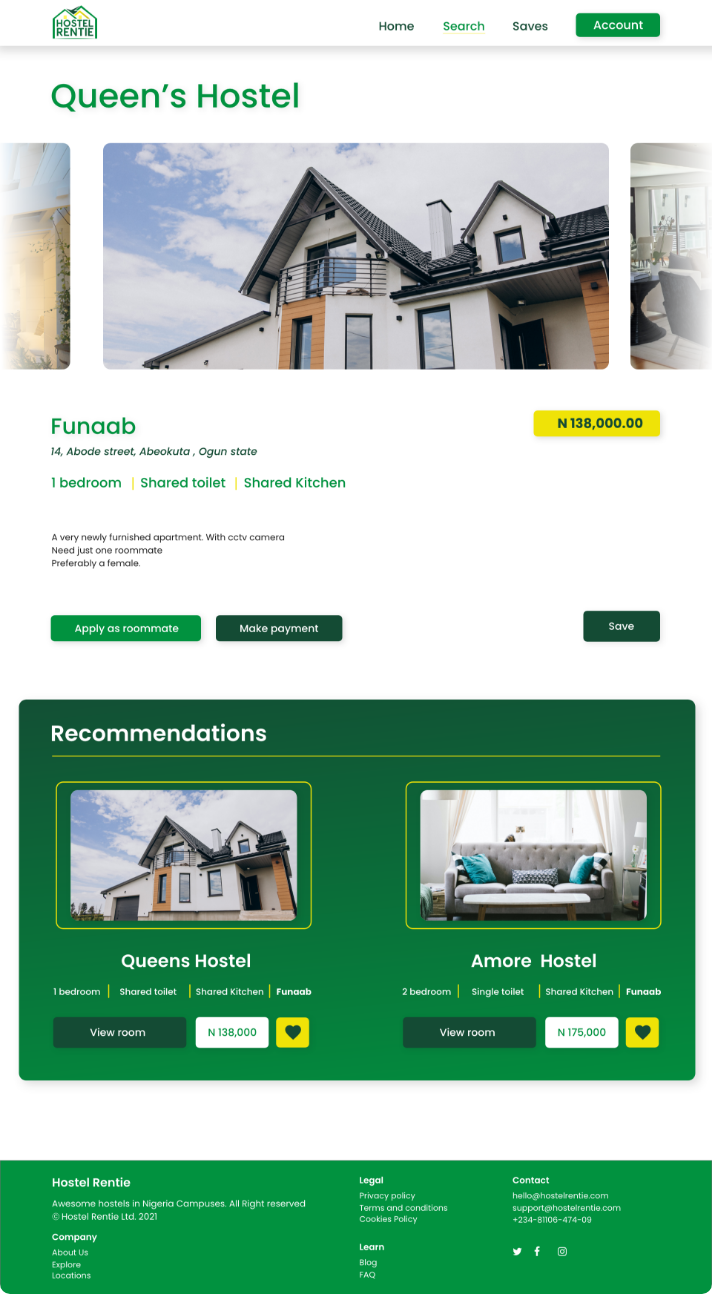 HOSTEL
RENTIE
Home Search Saves Account
Queen's Hostel
Funaab
N 138,000.00
14, Abode street, Abeokuta , Ogun state
1 bedroom | Shared toilet | Shared Kitchen
A very newly furnished apartment. With cctv camera
Need just one roommate
Preferably a female.
Apply as roommate Make payment Save
Recommendations
Queens Hostel
1 bedroom | Shared toilet | Shared Kitchen | Funaab
View room N 138,000
Amore Hostel
2 bedroom | Single toilet | Shared Kitchen | Funaab
View room N 175,000
Hostel Rentie
Awesome hostels in Nigeria Campuses. All Right reserved
© Hostel Rentie Ltd. 2021
Company
About Us
Explore
Locations
Legal
Privacy policy
Terms and conditions
Cookies Policy
Learn
Blog
FAQ
Contact
hello@hostelrentie.com
support@hostelrentie.com
+234-81106-474-09